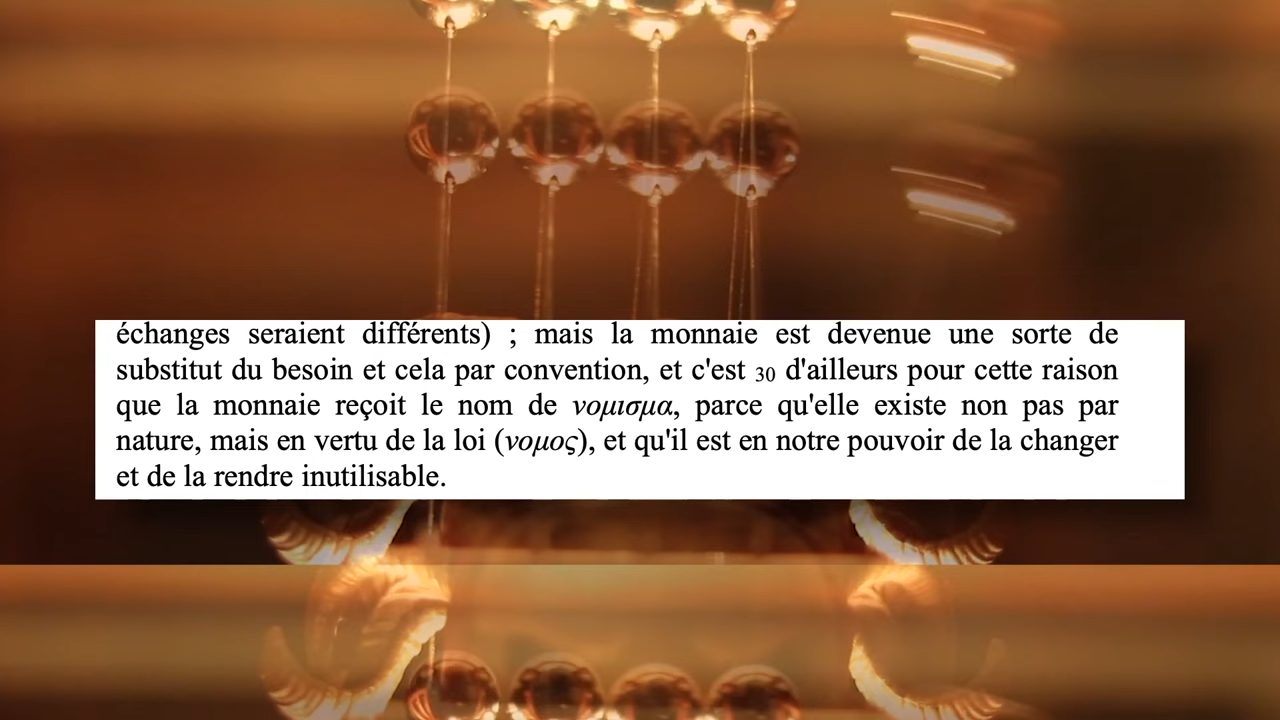 échanges seraient différents) ; mais la monnaie est devenue une sorte de
substitut du besoin et cela par convention, et c'est 30 d'ailleurs pour cette raison
que la monnaie reçoit le nom de νομισμα, parce qu'elle existe non pas par
nature, mais en vertu de la loi (νομος), et qu'il est en notre pouvoir de la changer
et de la rendre inutilisable.